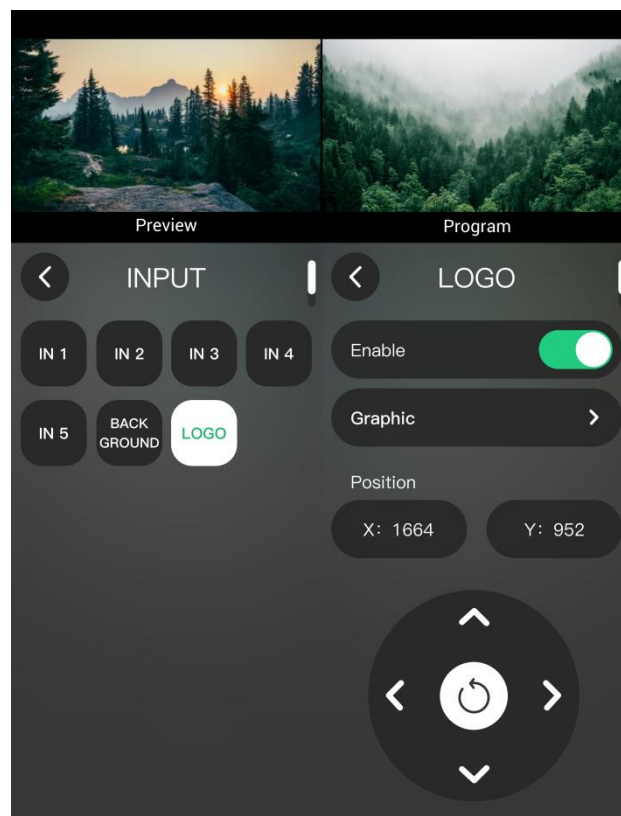 Preview
Program
INPUT
IN 1
IN 2
IN 3
IN 4
IN 5
BACK
GROUND
LOGO
LOGO
Enable
Graphic
Position
X: 1664
Y: 952